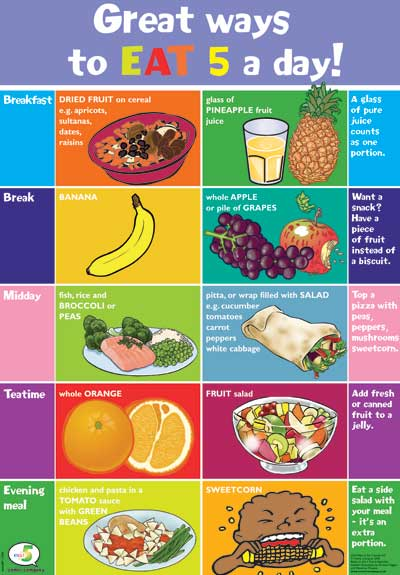 Great ways
to EAT 5 a day!
Breakfast
DRIED FRUIT on cereal
e.g. apricots,
sultanas,
dates,
raisins
glass of
PINEAPPLE fruit
juice
A glass
of pure
juice
counts
as one
portion.
Break
BANANA
whole APPLE
or pile of GRAPES
Want a
snack?
Have a
piece
of fruit
instead of
a biscuit.
Midday
fish, rice and
BROCCOLI or
PEAS
pitta, or wrap filled with SALAD
e.g. cucumber
tomatoes
carrot
peppers
white cabbage
Top a
pizza with
peas,
peppers,
mushrooms
sweetcorn.
Teatime
whole ORANGE
FRUIT salad
Add fresh
or canned
fruit to a
jelly.
Evening
meal
chicken and pasta in a
TOMATO sauce
with GREEN
BEANS
SWEETCORN
Eat a side
salad with
your meal
- it's an
extra
portion.
comic company